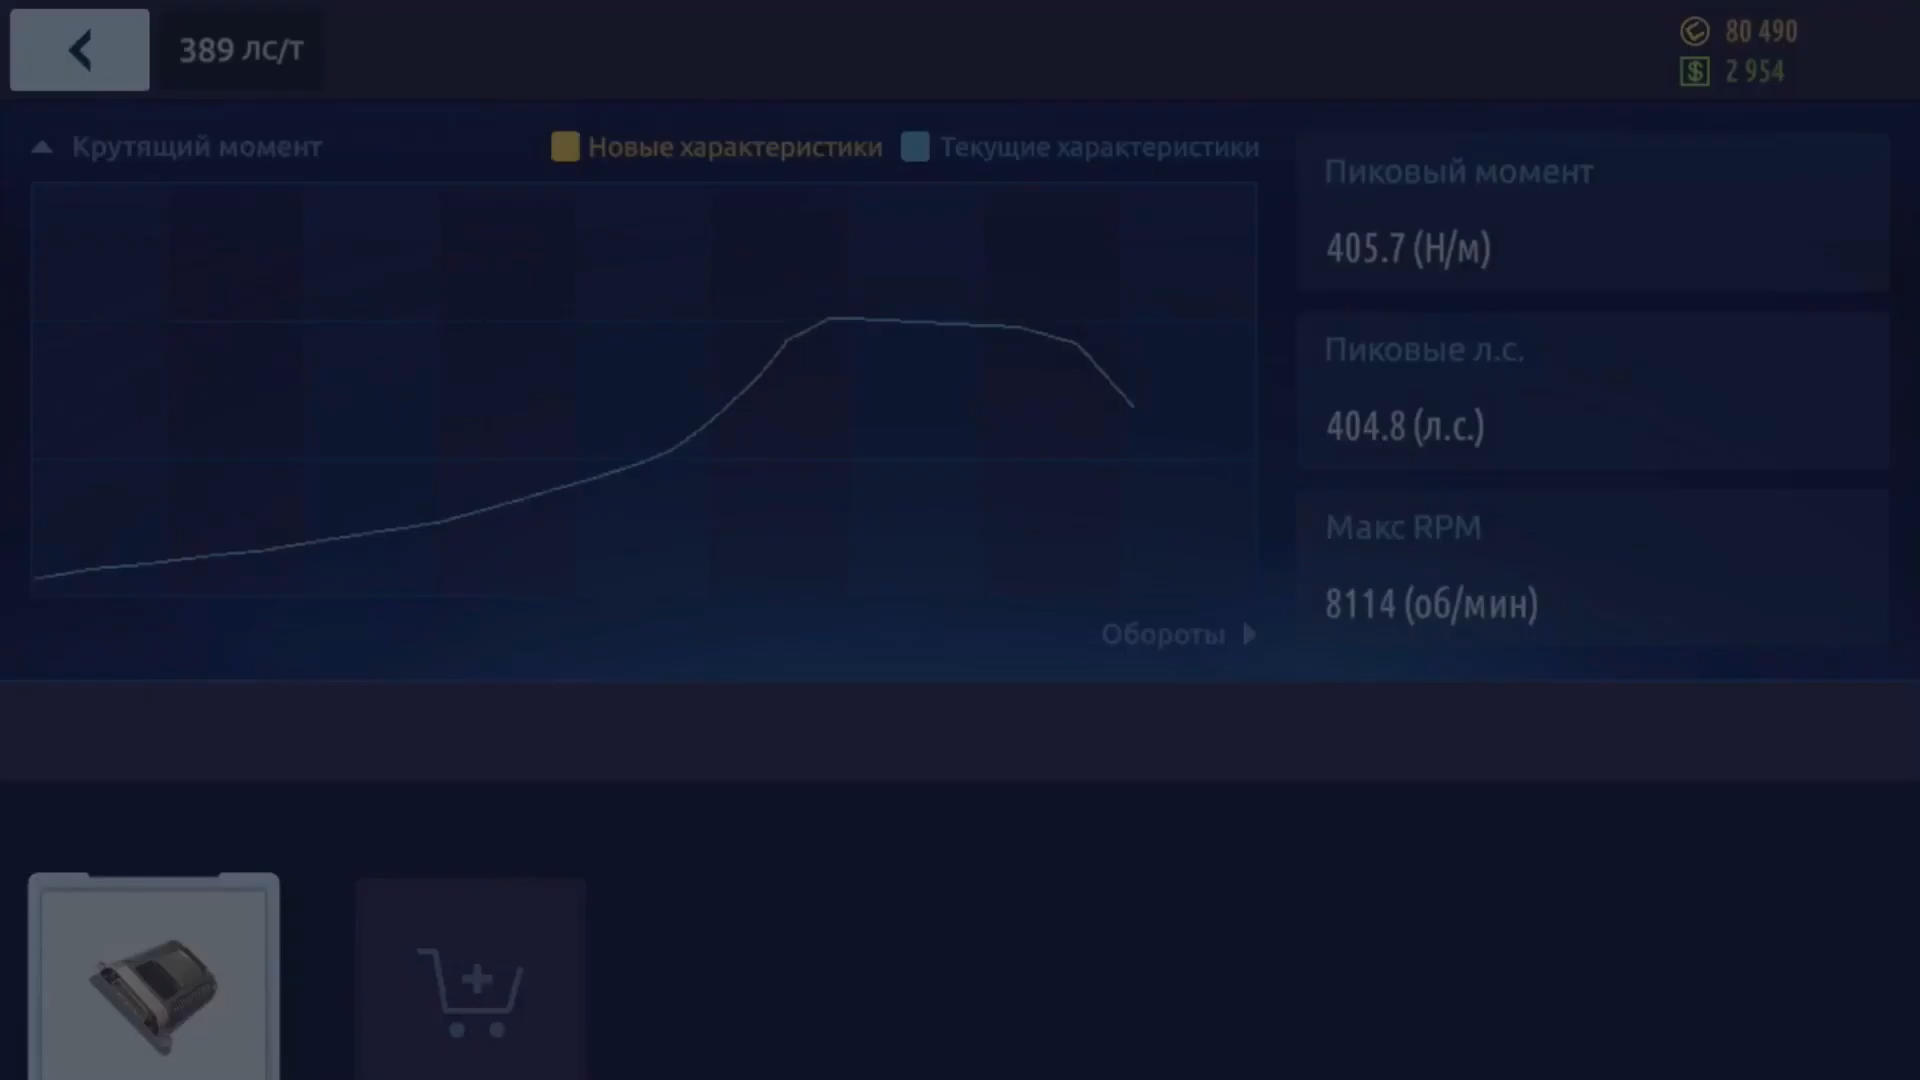 389 лс/т
80 490
2 954
Крутящий момент
Новые характеристики
Текущие характеристики
Пиковый момент
405.7 (Н/м)
Пиковые л.с.
404.8 (л.с.)
Макс RPM
8114 (об/мин)
Обороты